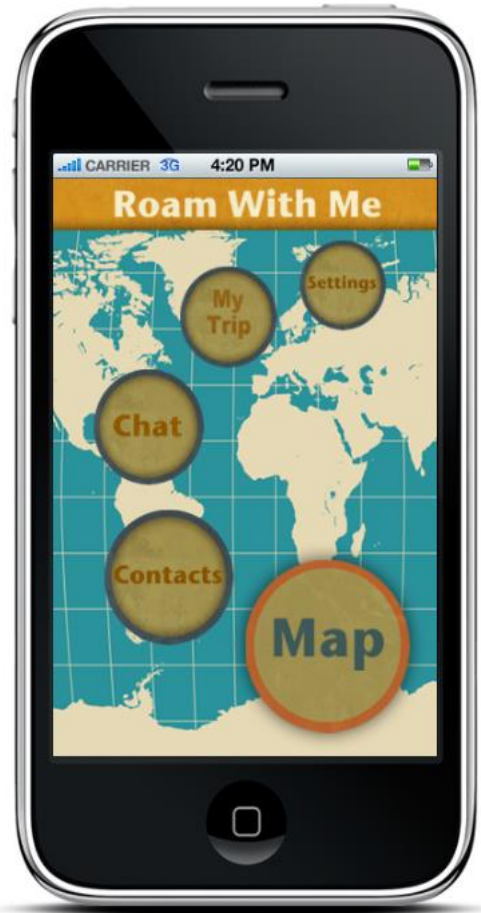 CARRIER 3G 4:20 PM
Roam With Me
Settings
My
Trip
Chat
Contacts
Map